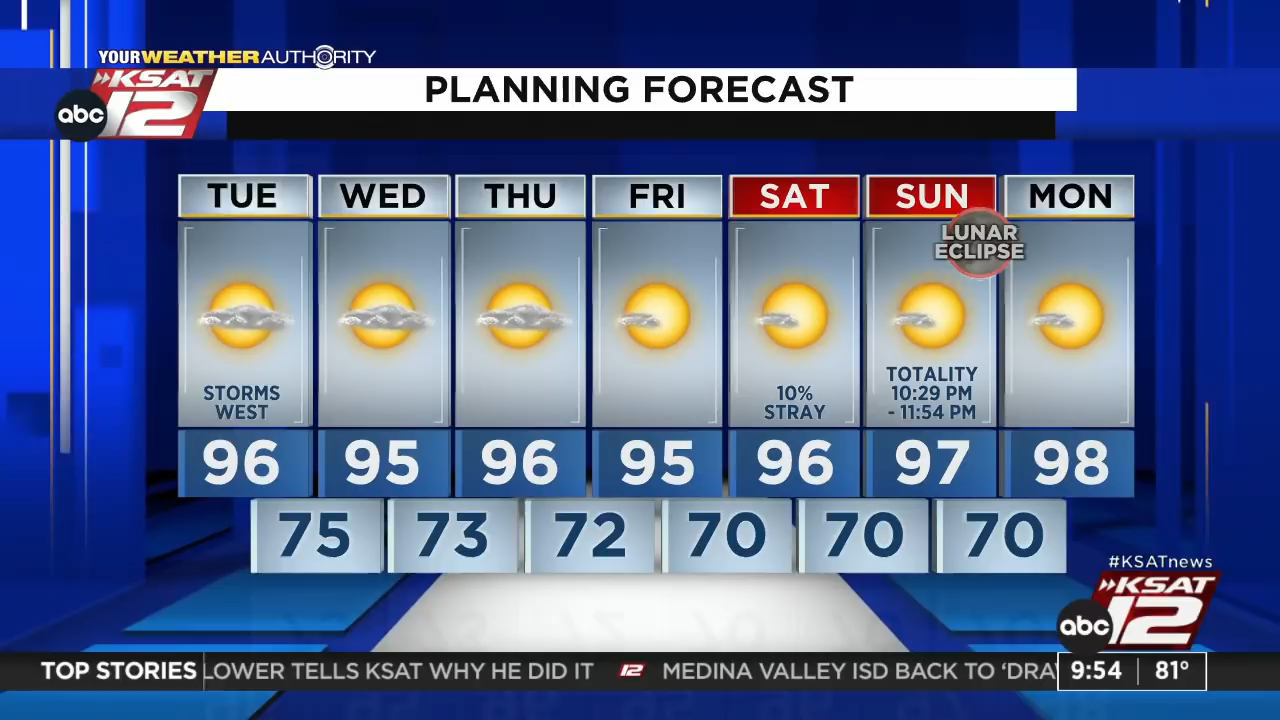 YOUR WEATHER AUTHORITY
KSAT
abc 12
PLANNING FORECAST
TUE WED THU FRI SAT SUN MON
LUNAR
ECLIPSE
TOTALITY
STORMS 10% 10:29 PM
WEST STRAY - 11:54 PM
96 95 96 95 96 97 98
75 73 72 70 70 70
#KSATnews
KSAT
abc 12
TOP STORIES LOWER TELLS KSAT WHY HE DID IT 12 MEDINA VALLEY ISD BACK TO ‘DRA 9:54 81°